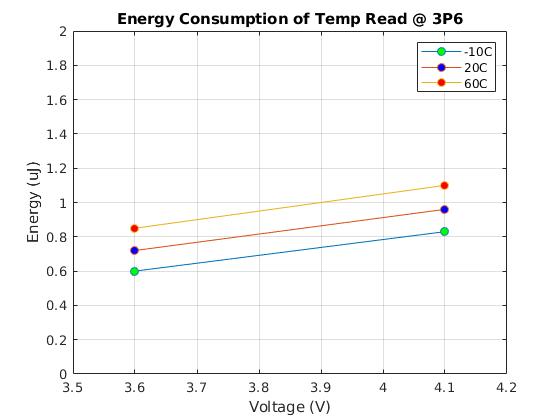 Energy Consumption of Temp Read @ 3P6
-10C
20C
60C
Energy (uJ)
2
1.8
1.6
1.4
1.2
1
0.8
0.6
0.4
0.2
0
3.5 3.6 3.7 3.8 3.9 4 4.1 4.2
Voltage (V)